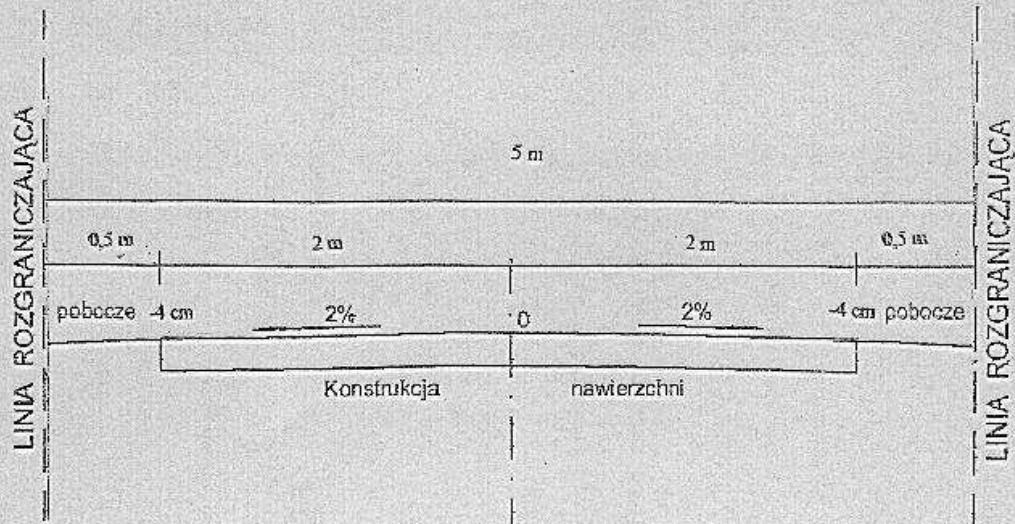 LINIA ROZGRANICZAJĄCA
5 m
0,5 m 2 m 2 m 0,5 m
pobocze -4 cm 2% 0 2% -4 cm pobocze
Konstrukcja nawierzchni
LINIA ROZGRANICZAJĄCA